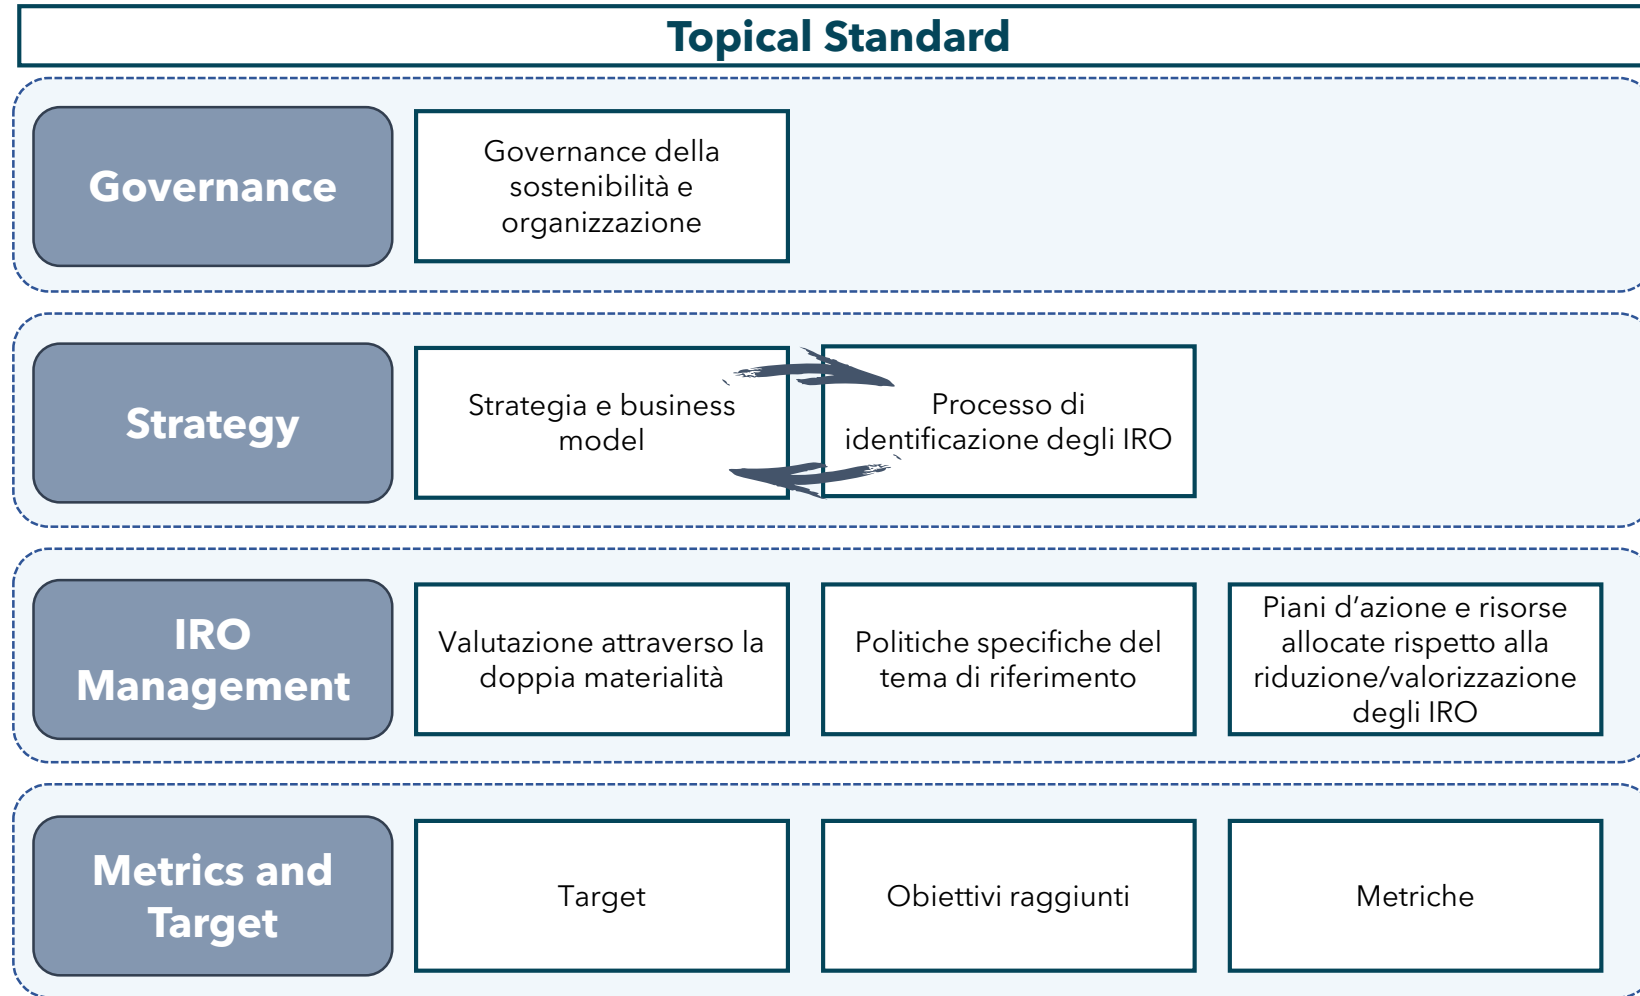 Topical Standard
Governance
Governance della
sostenibilità e
organizzazione
Strategy
Strategia e business
model
Processo di
identificazione degli IRO
IRO
Management
Valutazione attraverso la
doppia materialità
Politiche specifiche del
tema di riferimento
Piani d’azione e risorse
allocate rispetto alla
riduzione/valorizzazione
degli IRO
Metrics and
Target
Target
Obiettivi raggiunti
Metriche